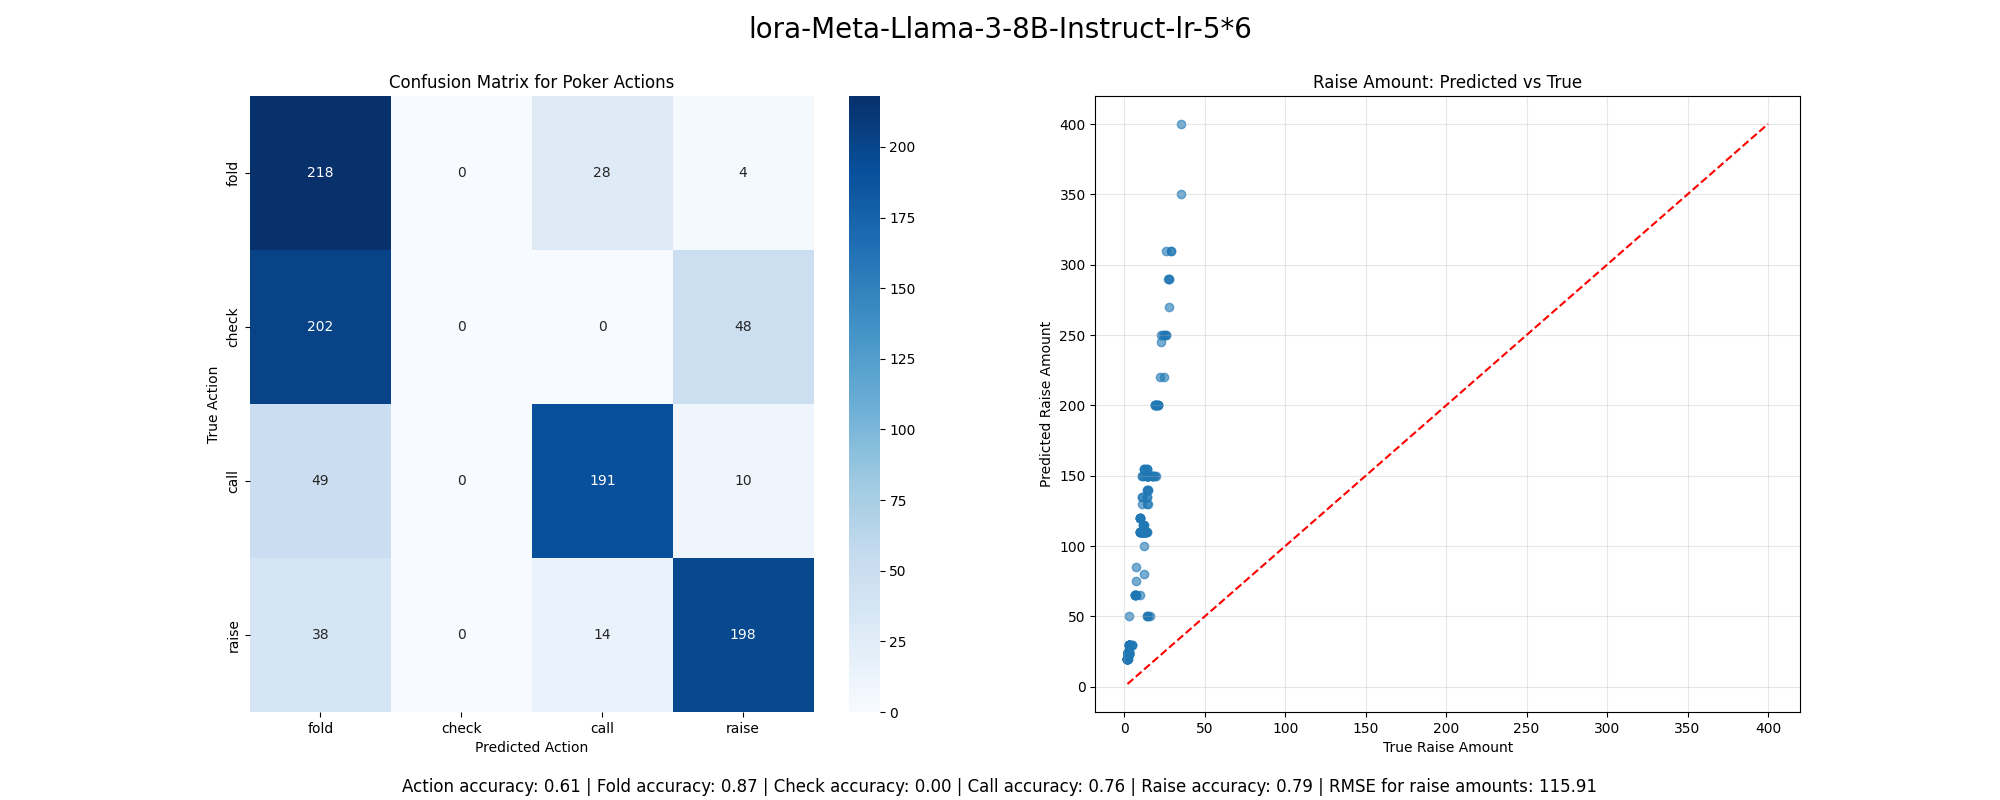 lora-Meta-Llama-3-8B-Instruct-lr-5*6
Confusion Matrix for Poker Actions
True Action
fold
check
call
raise
218 0 28 4
202 0 0 48
49 0 191 10
38 0 14 198
fold check call raise
Predicted Action
200
175
150
125
100
75
50
25
0
Raise Amount: Predicted vs True
Predicted Raise Amount
400
350
300
250
200
150
100
50
0
0 50 100 150 200 250 300 350 400
True Raise Amount
Action accuracy: 0.61 | Fold accuracy: 0.87 | Check accuracy: 0.00 | Call accuracy: 0.76 | Raise accuracy: 0.79 | RMSE for raise amounts: 115.91